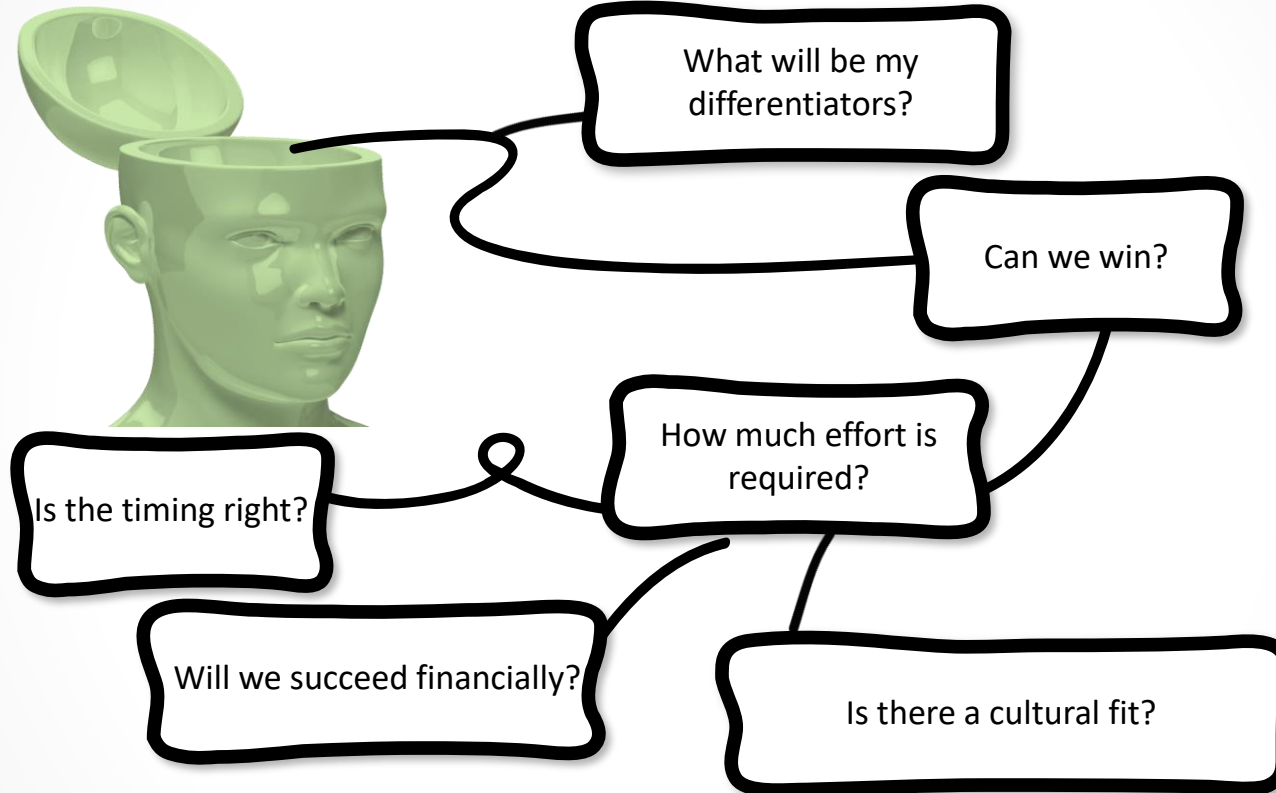 What will be my
differentiators?
Can we win?
How much effort is
required?
Is the timing right?
Will we succeed financially?
Is there a cultural fit?